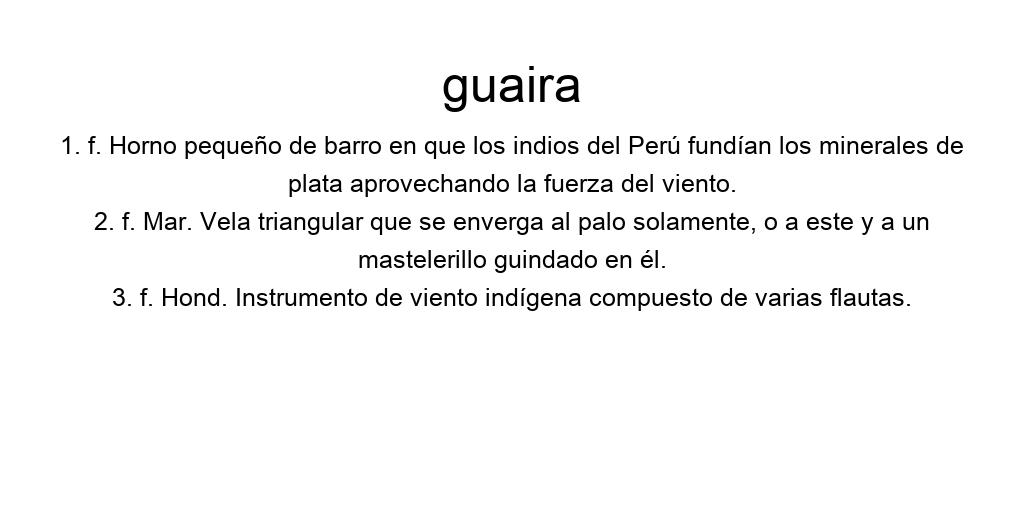 guaira
1. f. Horno pequeño de barro en que los indios del Perú fundían los minerales de
plata aprovechando la fuerza del viento.
2. f. Mar. Vela triangular que se enverga al palo solamente, o a este y a un
mastelerillo guindado en él.
3. f. Hond. Instrumento de viento indígena compuesto de varias flautas.